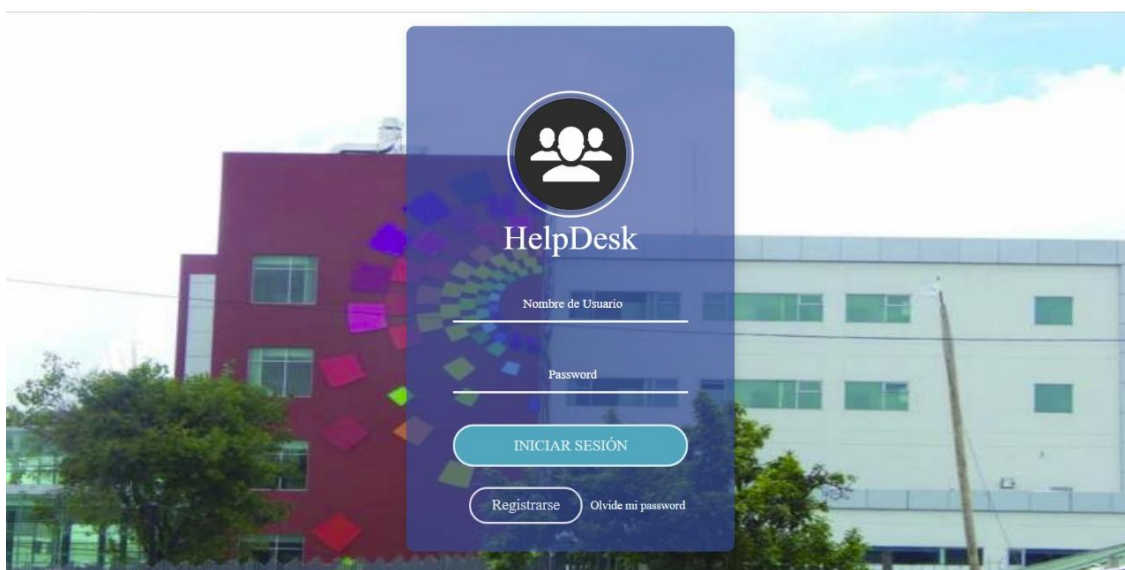 HelpDesk
Nombre de Usuario
Password
INICIAR SESIÓN
Registrarse Olvide mi password